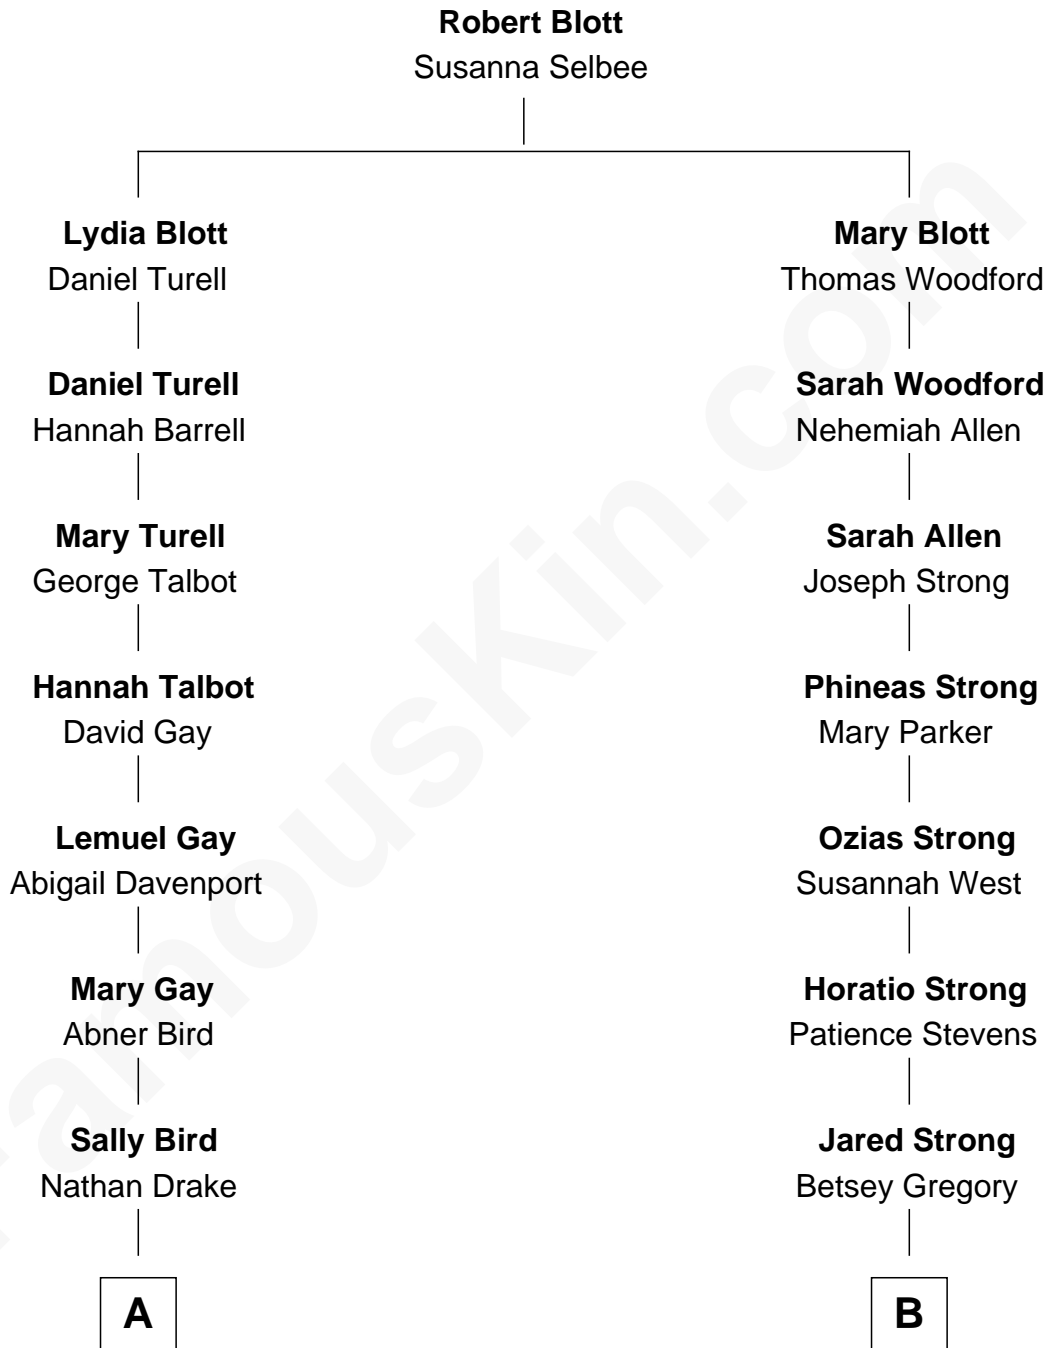 Robert Blott
Susanna Selbee
Lydia Blott
Daniel Turell
Mary Blott
Thomas Woodford
Daniel Turell
Hannah Barrell
Sarah Woodford
Nehemiah Allen
Mary Turell
George Talbot
Sarah Allen
Joseph Strong
Hannah Talbot
David Gay
Phineas Strong
Mary Parker
Lemuel Gay
Abigail Davenport
Ozias Strong
Susannah West
Mary Gay
Abner Bird
Horatio Strong
Patience Stevens
Sally Bird
Nathan Drake
Jared Strong
Betsey Gregory
A
B
FamousKin.com